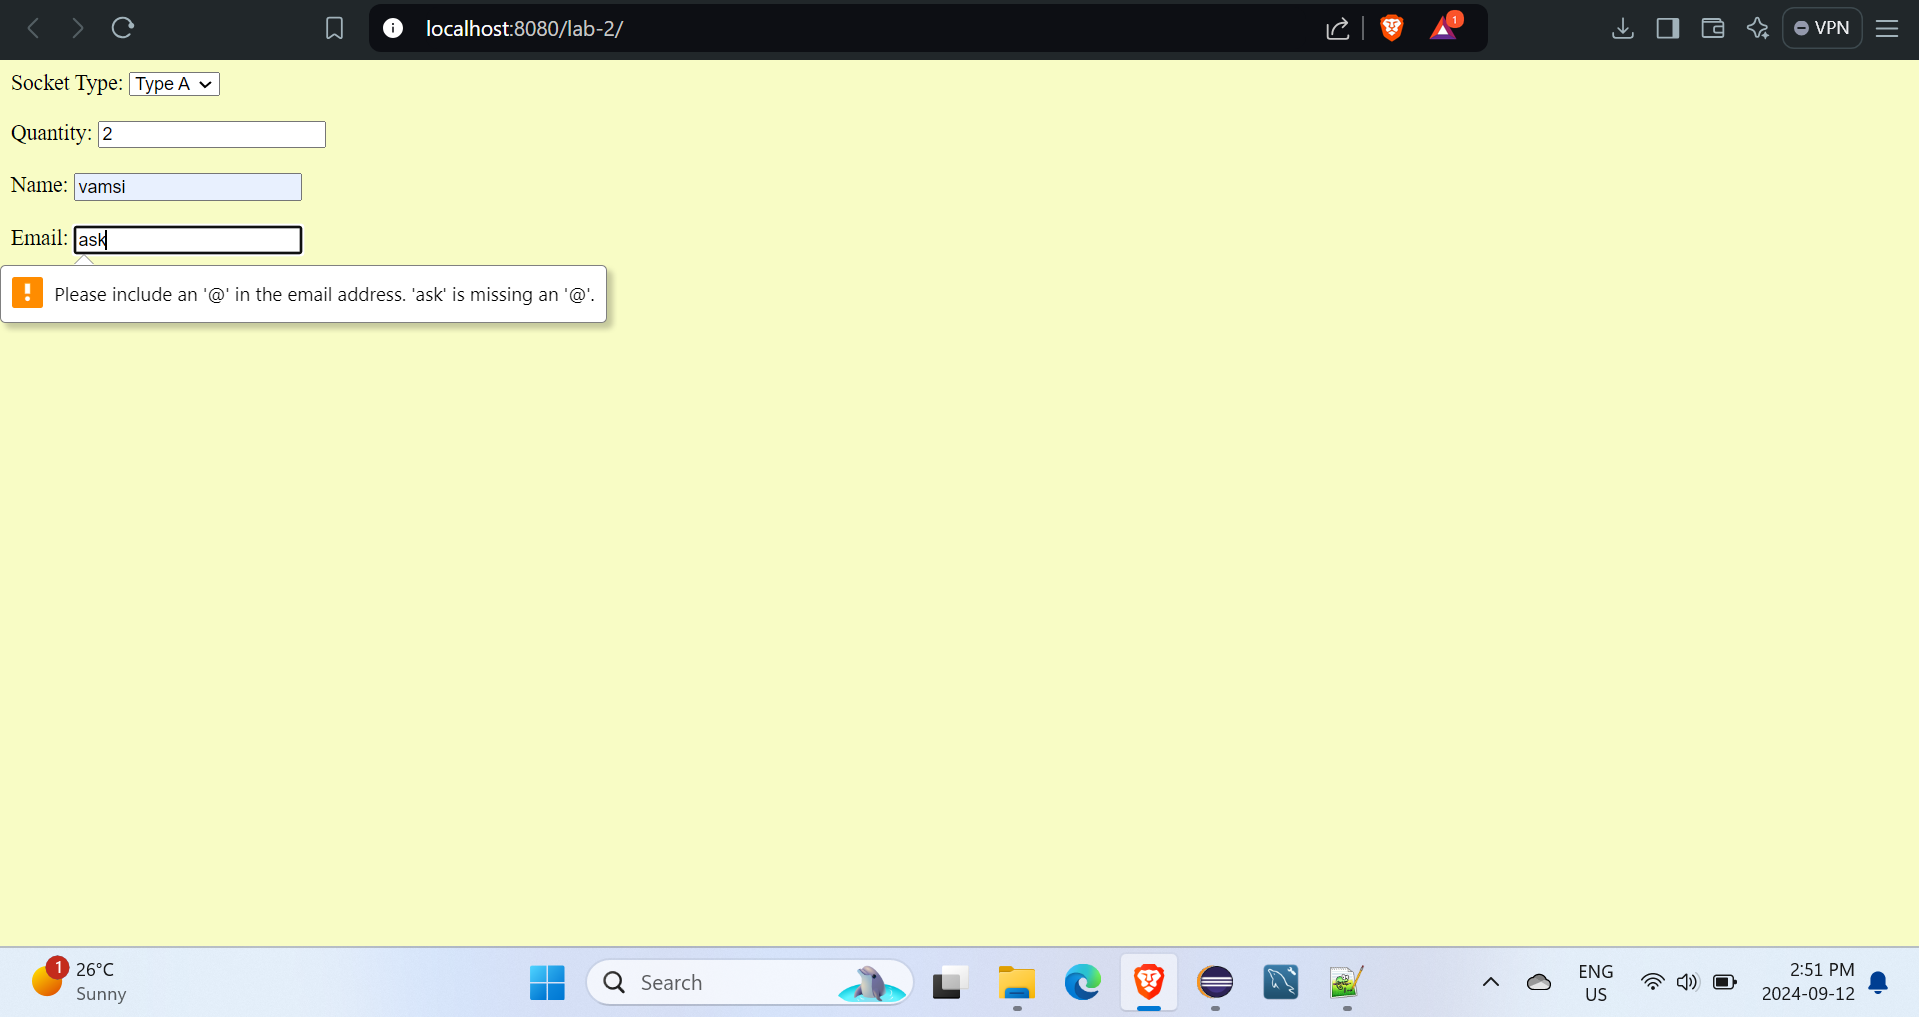 localhost:8080/lab-2/
1
VPN
Socket Type: Type A
Quantity: 2
Name: vamsi
Email: ask
Please include an '@' in the email address. 'ask' is missing an '@'.
1
26°C
Sunny
Search
ENG
US
2:51 PM
2024-09-12